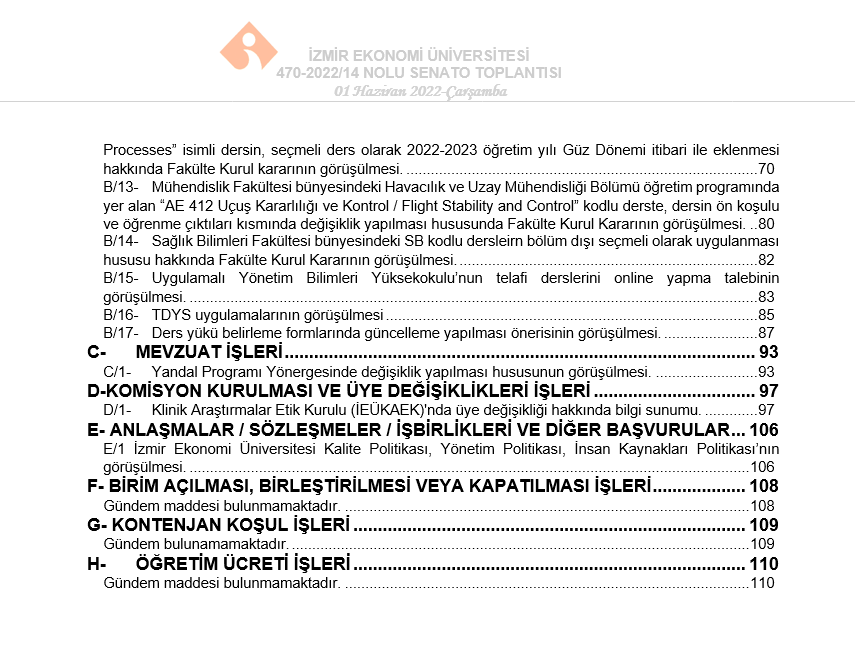 İZMİR EKONOMİ ÜNİVERSİTESİ
470-2022/14 NOLU SENATO TOPLANTISI
01 Haziran 2022-Çarşamba
Processes” isimli dersin, seçmeli ders olarak 2022-2023 öğretim yılı Güz Dönemi itibari ile eklenmesi
hakkında Fakülte Kurul kararının görüşülmesi. ........................................................................................70
B/13- Mühendislik Fakültesi bünyesindeki Havacılık ve Uzay Mühendisliği Bölümü öğretim programında
yer alan “AE 412 Uçuş Kararlılığı ve Kontrol / Flight Stability and Control” kodlu derste, dersin ön koşulu
ve öğrenme çıktıları kısmında değişiklik yapılması hususunda Fakülte Kurul Kararının görüşülmesi. ..80
B/14- Sağlık Bilimleri Fakültesi bünyesindeki SB kodlu dersleirn bölüm dışı seçmeli olarak uygulanması
hususu hakkında Fakülte Kurul Kararının görüşülmesi. .........................................................................82
B/15- Uygulamalı Yönetim Bilimleri Yüksekokulu’nun telafi derslerini online yapma talebinin
görüşülmesi. ..........................................................................................................................................83
B/16- TDYS uygulamalarının görüşülmesi ...........................................................................................85
B/17- Ders yükü belirleme formlarında güncelleme yapılması önerisinin görüşülmesi. .......................87
C- MEVZUAT İŞLERİ ................................................................................................ 93
C/1- Yandal Programı Yönergesinde değişiklik yapılması hususunun görüşülmesi. .........................93
D-KOMİSYON KURULMASI VE ÜYE DEĞİŞİKLİKLERİ İŞLERİ ................................. 97
D/1- Klinik Araştırmalar Etik Kurulu (İEÜKAEK)'nda üye değişikliği hakkında bilgi sunumu. .............97
E- ANLAŞMALAR / SÖZLEŞMELER / İŞBİRLİKLERİ VE DİĞER BAŞVURULAR ... 106
E/1 İzmir Ekonomi Üniversitesi Kalite Politikası, Yönetim Politikası, İnsan Kaynakları Politikası’nın
görüşülmesi. ........................................................................................................................................106
F- BİRİM AÇILMASI, BİRLEŞTİRİLMESİ VEYA KAPATILMASI İŞLERİ ................... 108
Gündem maddesi bulunmamaktadır. ..................................................................................................108
G- KONTENJAN KOŞUL İŞLERİ ................................................................................ 109
Gündem bulunamamaktadır. ................................................................................................................109
H- ÖĞRETİM ÜCRETİ İŞLERİ ................................................................................ 110
Gündem maddesi bulunmamaktadır. ..................................................................................................110